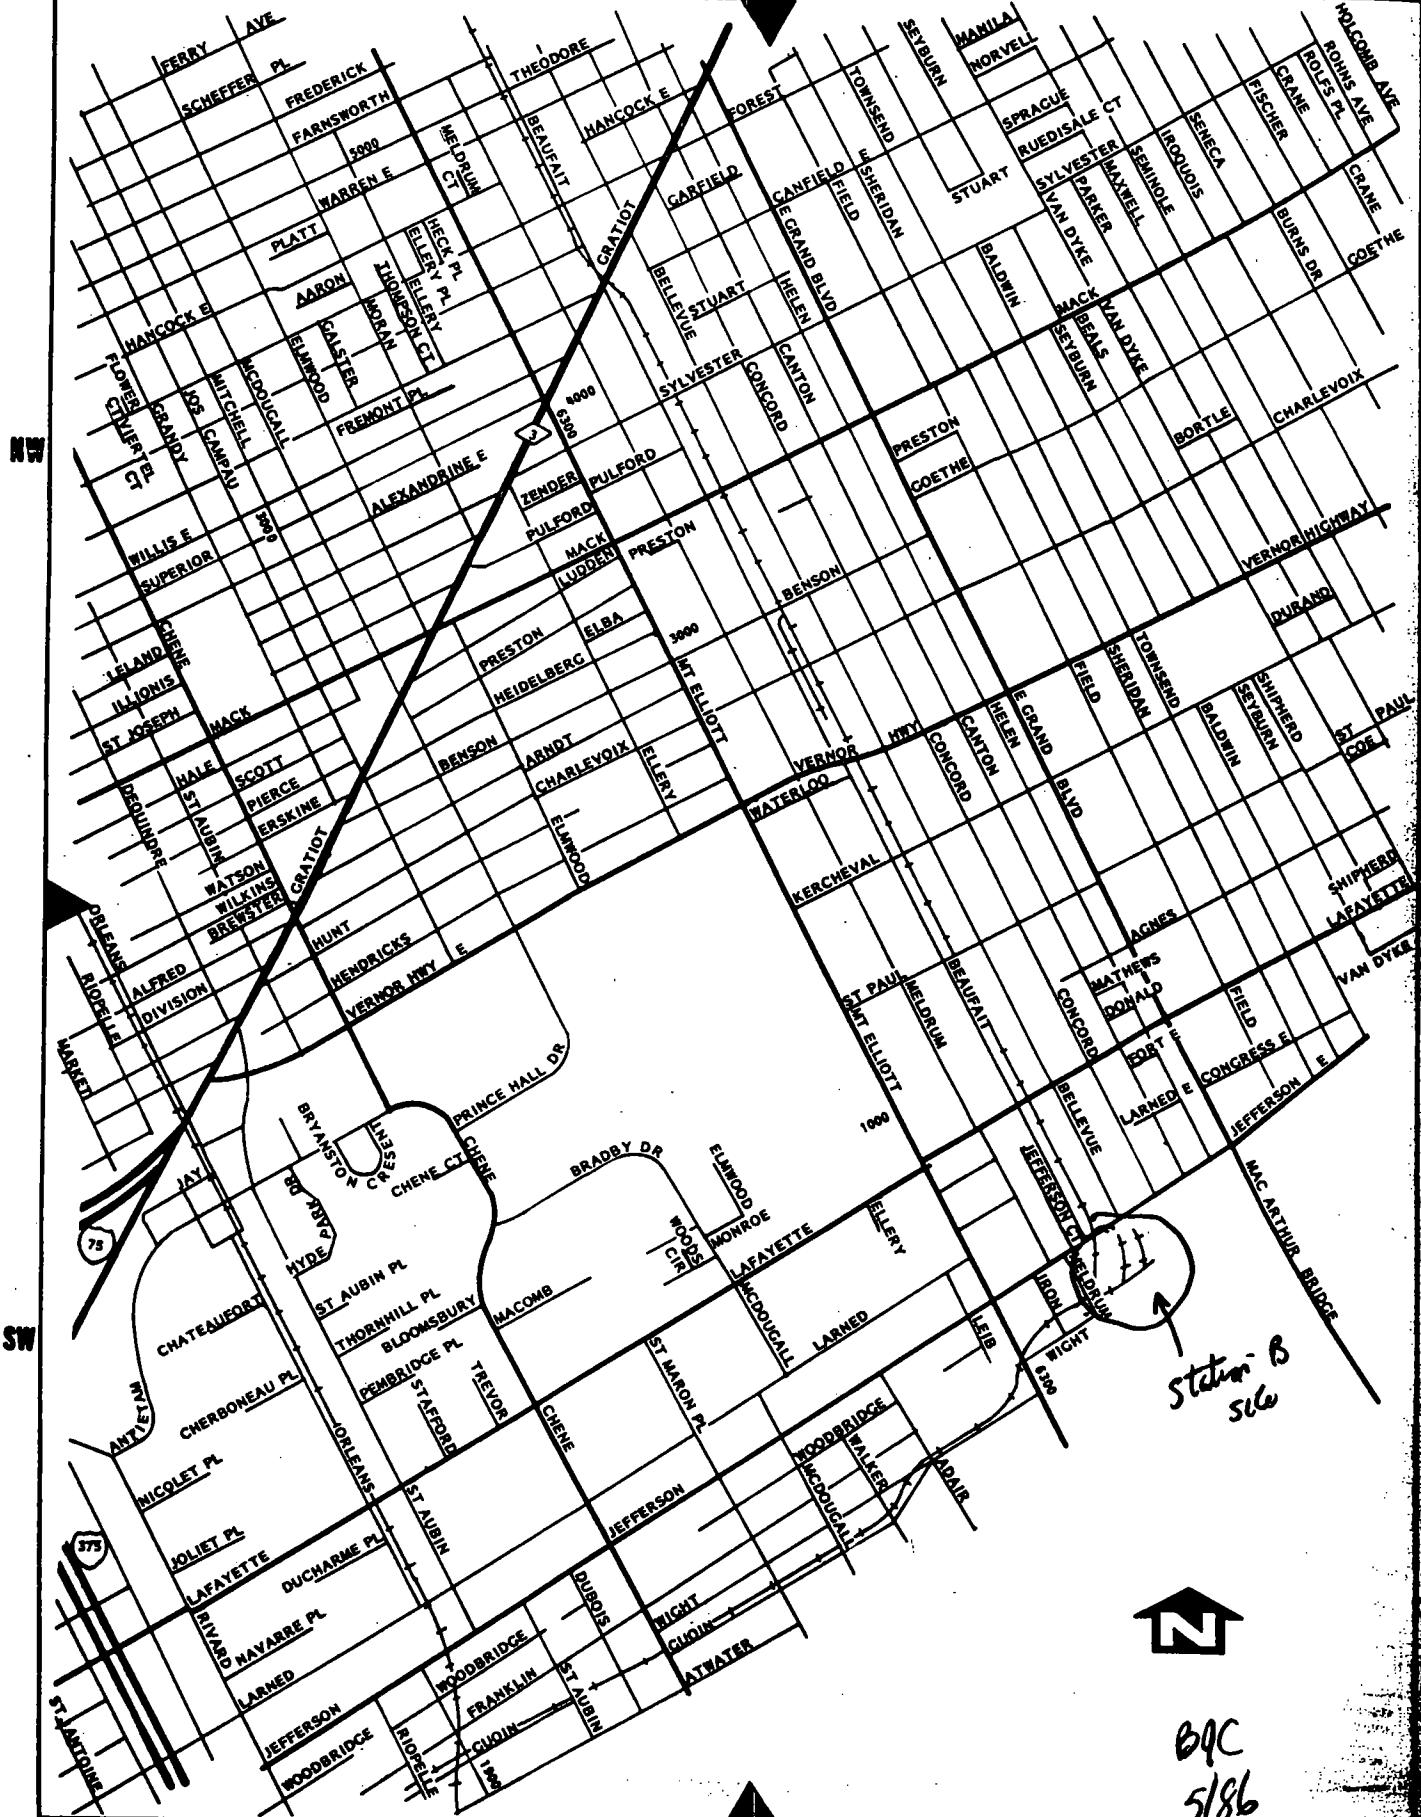 FERRY AVE
SCHEFFER PL
FREDERICK
FARNSWORTH
5000
WARREN E
PLATT
AARON
HANCOCK E
THEODORE
MELDRUM CT
BEAUFAIT
HANCOCK E
GRATIOT
FOREST
GARFIELD
CANFIELD E
TOWNSEND
SEYBURN
MANILA
NORVELL
SPRAGUE
RUEDISALE CT
SYLVESTER
STUART
FIELD
SHERIDAN
VAN DYKE
PARKER
MAXWELL
SEMINOLE
IROQUOIS
SENECA
FISCHER
CRANE
ROLFS PL
ROHNS AVE
HOLCOMB AVE
CRANE
BURNS DR
GOETHE
HECK PL
ELLERY PL
ELLERY
THOMPSON CT
MORAN
GALSTER
ELMWOOD
MCDOUGALL
MITCHELL
JOS CAMPAU
GRANDY
FLOWER CT
VIERTEL CT
FREMONT PL
BELLEVUE
STUART
E GRAND BLVD
HELEN
BALDWIN
MACK
VAN DYKE
BEALS
SEYBURN
SYLVESTER
CONCORD
CANTON
4000
6300
3
NW
ALEXANDRINE E
ZENDER
PULFORD
PULFORD
MACK
LUDDEN
PRESTON
PRESTON
GOETHE
BORTLE
CHARLEVOIX
WILLIS E
SUPERIOR
3000
VERNOR HIGHWAY
DURAND
BENSON
ELBA
PRESTON
HEIDELBERG
3000
MT ELLIOTT
CHENE
LELAND
ILLIONIS
ST JOSEPH
MACK
HALE
SCOTT
PIERCE
ERSKINE
ST AUBIN
DEQUINDRE
BENSON
ARNDT
CHARLEVOIX
ELLERY
ELMWOOD
FIELD
SHERIDAN
TOWNSEND
BALDWIN
SEYBURN
SHIPHERD
ST PAUL
COE
VERNOR HWY
WATERLOO
CONCORD
CANTON
HELEN
E GRAND BLVD
KERCHEVAL
GRATIOT
WATSON
WILKINS
BREWSTER
HUNT
HENDRICKS
VERNOR HWY E
ORLEANS
RIOPELLE
ALFRED
DIVISION
MARKET
SHIPHERD
LAFAYETTE
VAN DYKE
AGNES
MATHEWS
DONALD
ST PAUL
MELDRUM
BEAUFAIT
MT ELLIOTT
CONCORD
FORT E
FIELD
CONGRESS E
LARNED E
JEFFERSON E
BELLEVUE
1000
PRINCE HALL DR
BRYANSTON CRESENT
CHENE CT
CHENE
BRADBY DR
ELMWOOD
MONROE
WOODS CIR
LAFAYETTE
ELLERY
JEFFERSON CT
MELDRUM
IRON
WIGHT
MAC ARTHUR BRIDGE
JAY
75
HYDE PARK DR
ST AUBIN PL
THORNHILL PL
BLOOMSBURY
PEMBRIDGE PL
MACOMB
MCDOUGALL
LARNED
LEIB
6300
Station B
site
SW
CHATEAUFORT
CHERBONEAU PL
ANTIETAM
NICOLET PL
STAFFORD
TREVOR
ST MARON PL
CHENE
WOODBRIDGE
WALKER
MCDOUGALL
ADAIR
JOLIET PL
ORLEANS
ST AUBIN
JEFFERSON
375
LAFAYETTE
DUCHARME PL
NAVARRE PL
RIVARD
LARNED
DUBOIS
WIGHT
GUOIN
ATWATER
N
ST ANTOINE
JEFFERSON
WOODBRIDGE
WOODBRIDGE
FRANKLIN
GUOIN
ST AUBIN
RIOPELLE
1900
5/86